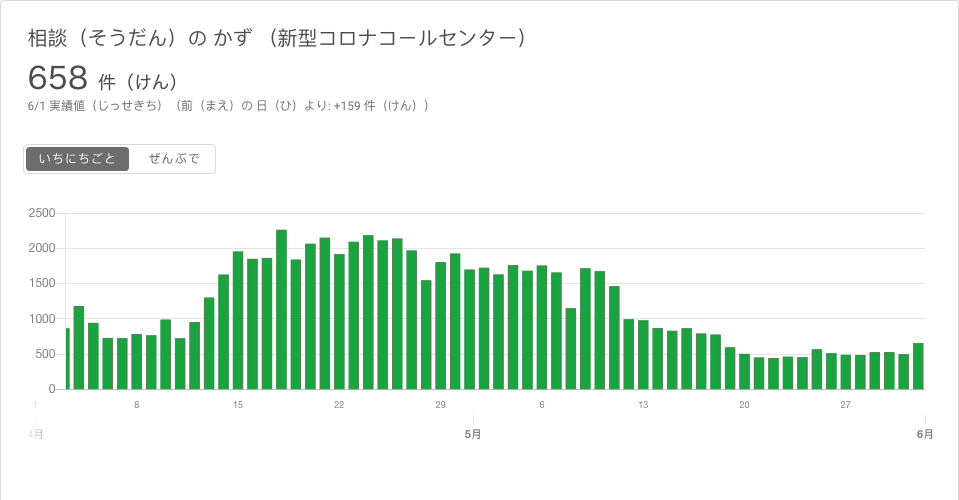 相談（そうだん）の かず （新型コロナコールセンター）
658 件（けん）
6/1 実績値（じっせきち）（前（まえ）の 日（ひ）より: +159 件（けん））
いちにちごと ぜんぶで
2500
2000
1500
1000
500
0
1 8 15 22 29 6 13 20 27
4月 5月 6月